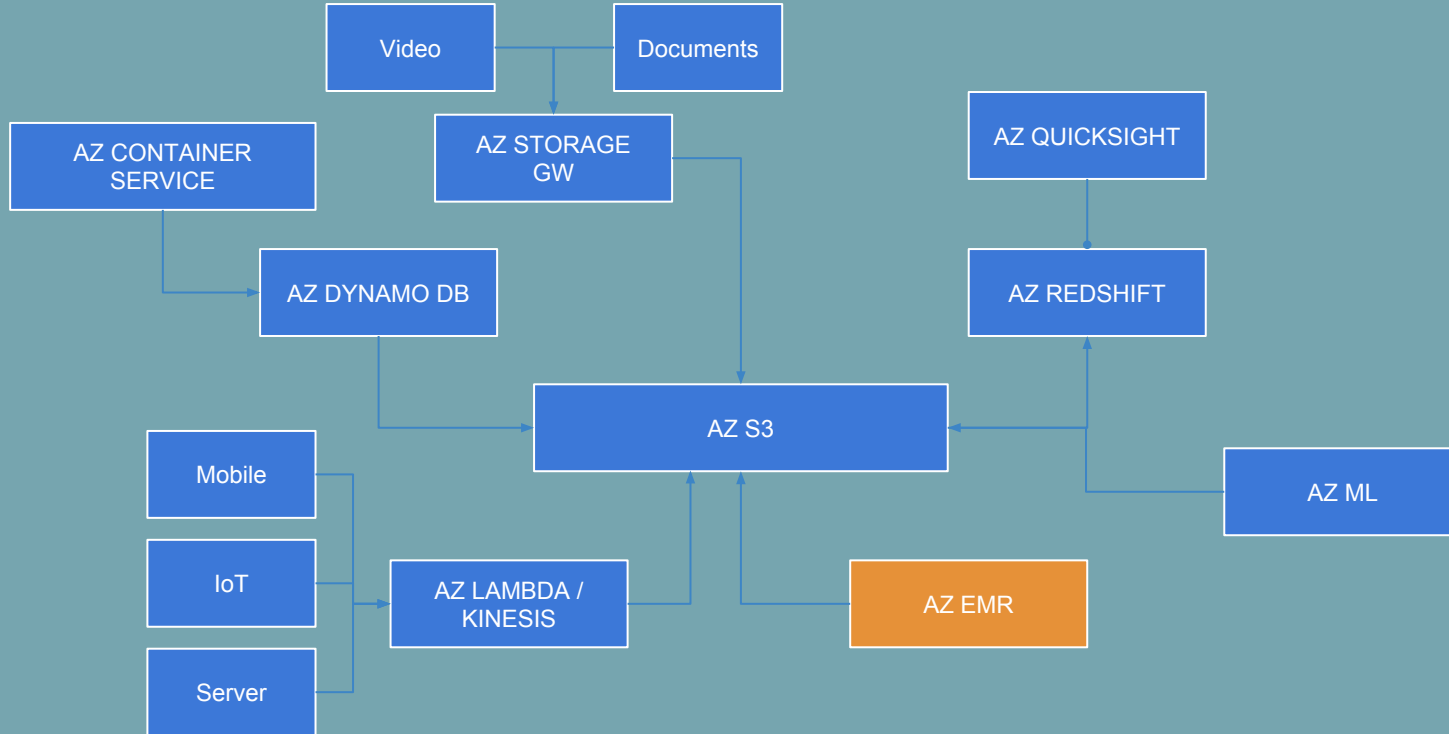 Video
Documents
AZ CONTAINER
SERVICE
AZ STORAGE
GW
AZ QUICKSIGHT
AZ DYNAMO DB
AZ REDSHIFT
AZ S3
Mobile
AZ ML
IoT
AZ LAMBDA /
KINESIS
AZ EMR
Server